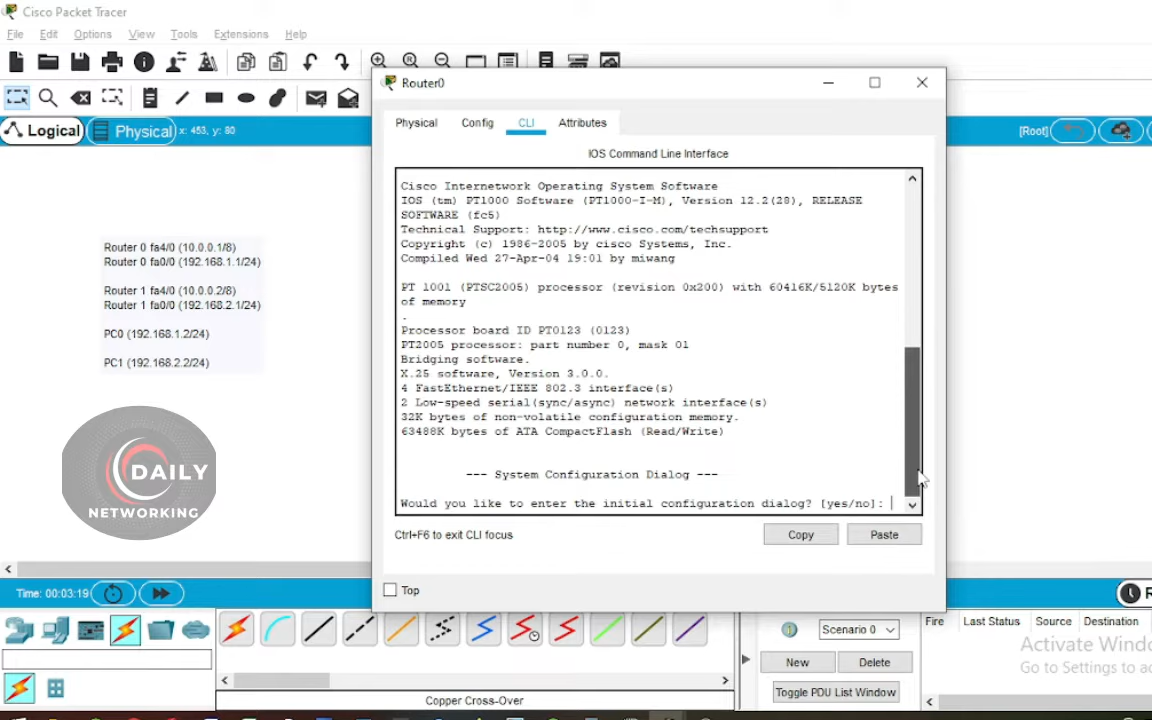 Cisco Packet Tracer
File Edit Options View Tools Extensions Help
Logical
Physical
x: 453, y: 80
[Root]
Router 0 fa4/0 (10.0.0.1/8)
Router 0 fa0/0 (192.168.1.1/24)
Router 1 fa4/0 (10.0.0.2/8)
Router 1 fa0/0 (192.168.2.1/24)
PC0 (192.168.1.2/24)
PC1 (192.168.2.2/24)
DAILY
NETWORKING
Router0
Physical Config CLI Attributes
IOS Command Line Interface
Cisco Internetwork Operating System Software
IOS (tm) PT1000 Software (PT1000-I-M), Version 12.2(28), RELEASE
SOFTWARE (fc5)
Technical Support: http://www.cisco.com/techsupport
Copyright (c) 1986-2005 by cisco Systems, Inc.
Compiled Wed 27-Apr-04 19:01 by miwang
PT 1001 (PTSC2005) processor (revision 0x200) with 60416K/5120K bytes
of memory
.
Processor board ID PT0123 (0123)
PT2005 processor: part number 0, mask 01
Bridging software.
X.25 software, Version 3.0.0.
4 FastEthernet/IEEE 802.3 interface(s)
2 Low-speed serial(sync/async) network interface(s)
32K bytes of non-volatile configuration memory.
63488K bytes of ATA CompactFlash (Read/Write)
--- System Configuration Dialog ---
Would you like to enter the initial configuration dialog? [yes/no]:
Ctrl+F6 to exit CLI focus
Copy
Paste
Top
Time: 00:03:19
R
Copper Cross-Over
Scenario 0
New
Delete
Toggle PDU List Window
Fire Last Status Source Destination
Activate Windo
Go to Settings to ac